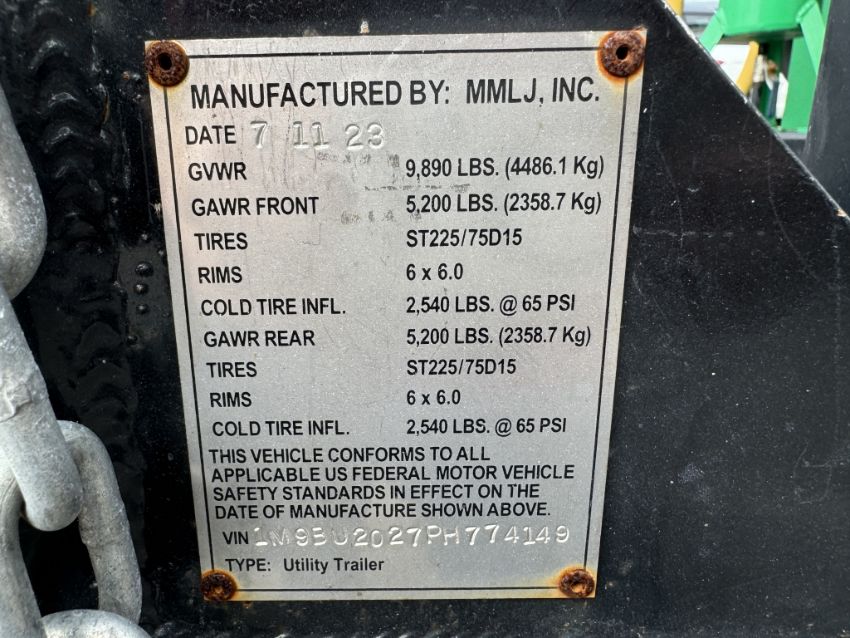 MANUFACTURED BY: MMLJ, INC.
DATE 7 11 23
GVWR 9,890 LBS. (4486.1 Kg)
GAWR FRONT 5,200 LBS. (2358.7 Kg)
TIRES ST225/75D15
RIMS 6 x 6.0
COLD TIRE INFL. 2,540 LBS. @ 65 PSI
GAWR REAR 5,200 LBS. (2358.7 Kg)
TIRES ST225/75D15
RIMS 6 x 6.0
COLD TIRE INFL. 2,540 LBS. @ 65 PSI
THIS VEHICLE CONFORMS TO ALL
APPLICABLE US FEDERAL MOTOR VEHICLE
SAFETY STANDARDS IN EFFECT ON THE
DATE OF MANUFACTURE SHOWN ABOVE.
VIN 1M9BU2027PH774149
TYPE: Utility Trailer